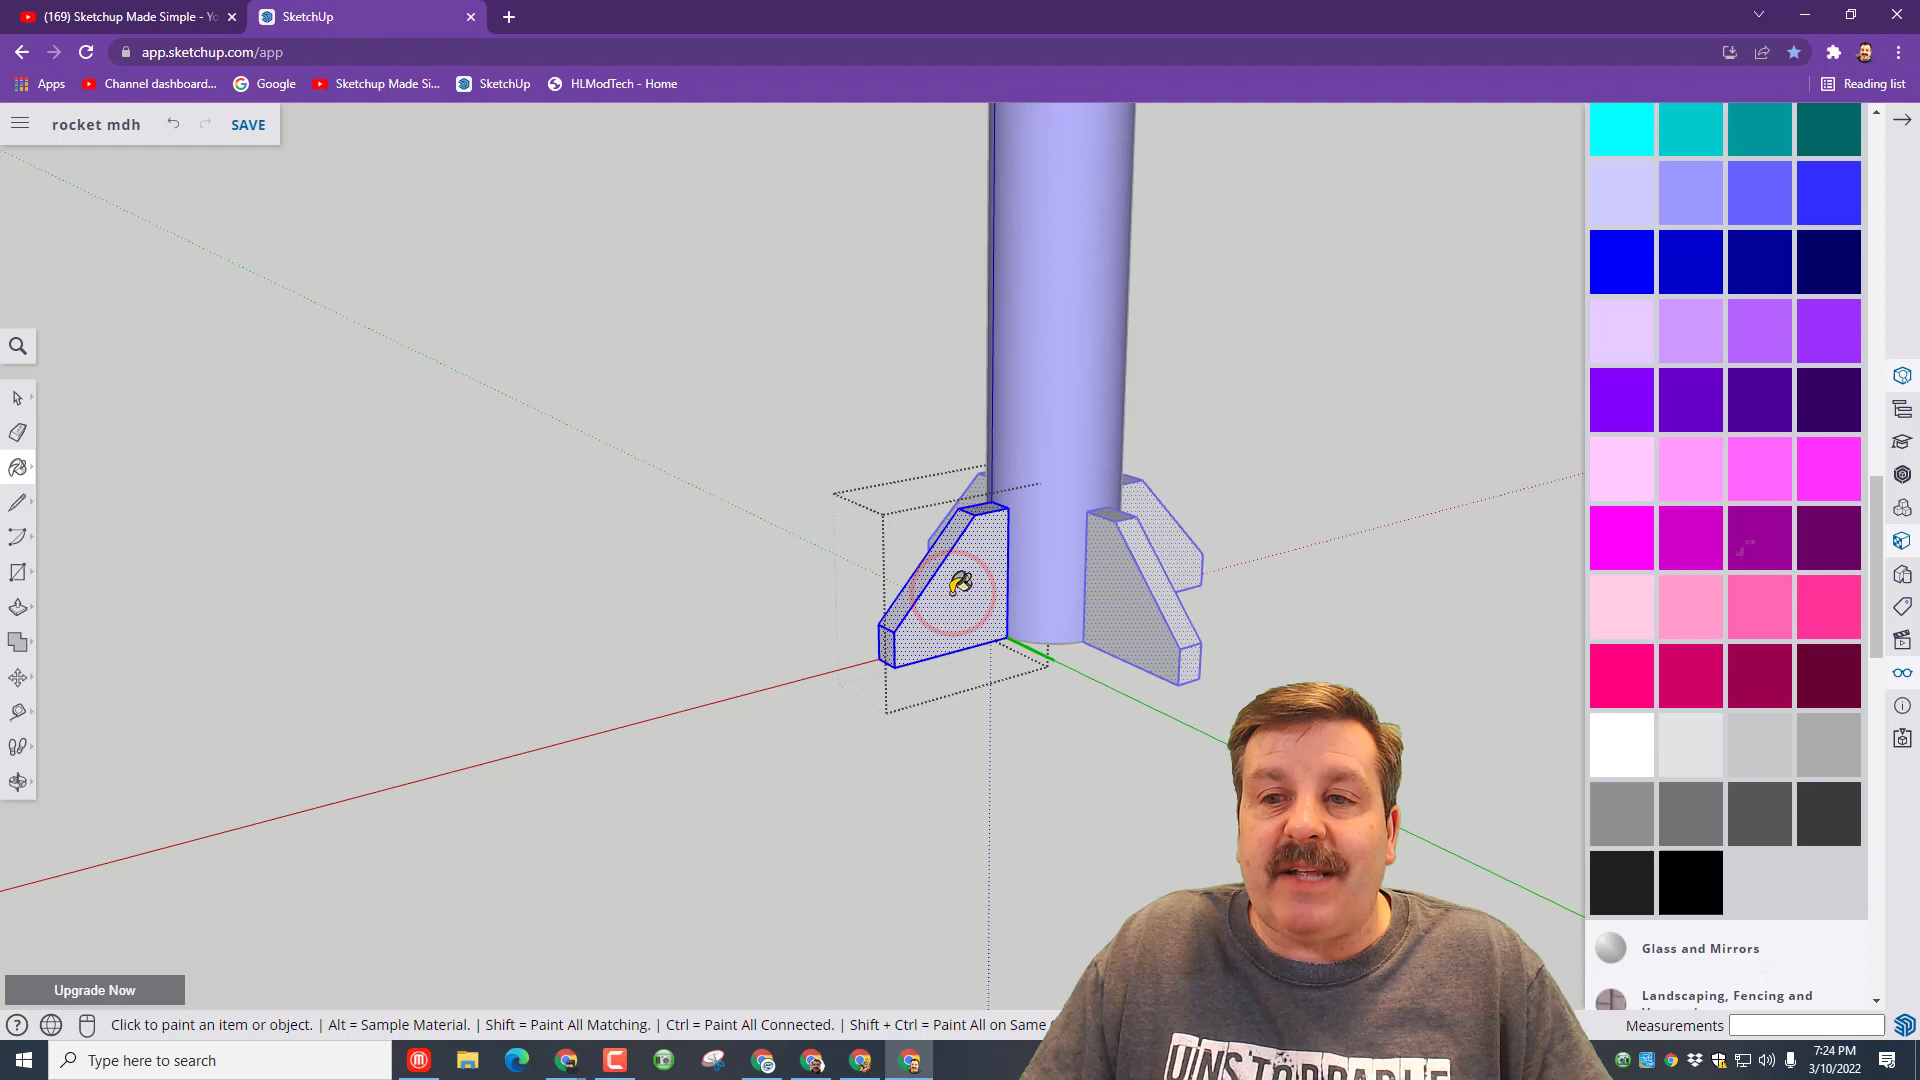 (169) Sketchup Made Simple - Yo
SketchUp
app.sketchup.com/app
Apps
Channel dashboard...
Google
Sketchup Made Si...
SketchUp
HLModTech - Home
Reading list
rocket mdh
SAVE
Glass and Mirrors
Landscaping, Fencing and
Upgrade Now
Click to paint an item or object. | Alt = Sample Material. | Shift = Paint All Matching. | Ctrl = Paint All Connected. | Shift + Ctrl = Paint All on Same
Measurements
Type here to search
7:24 PM
3/10/2022